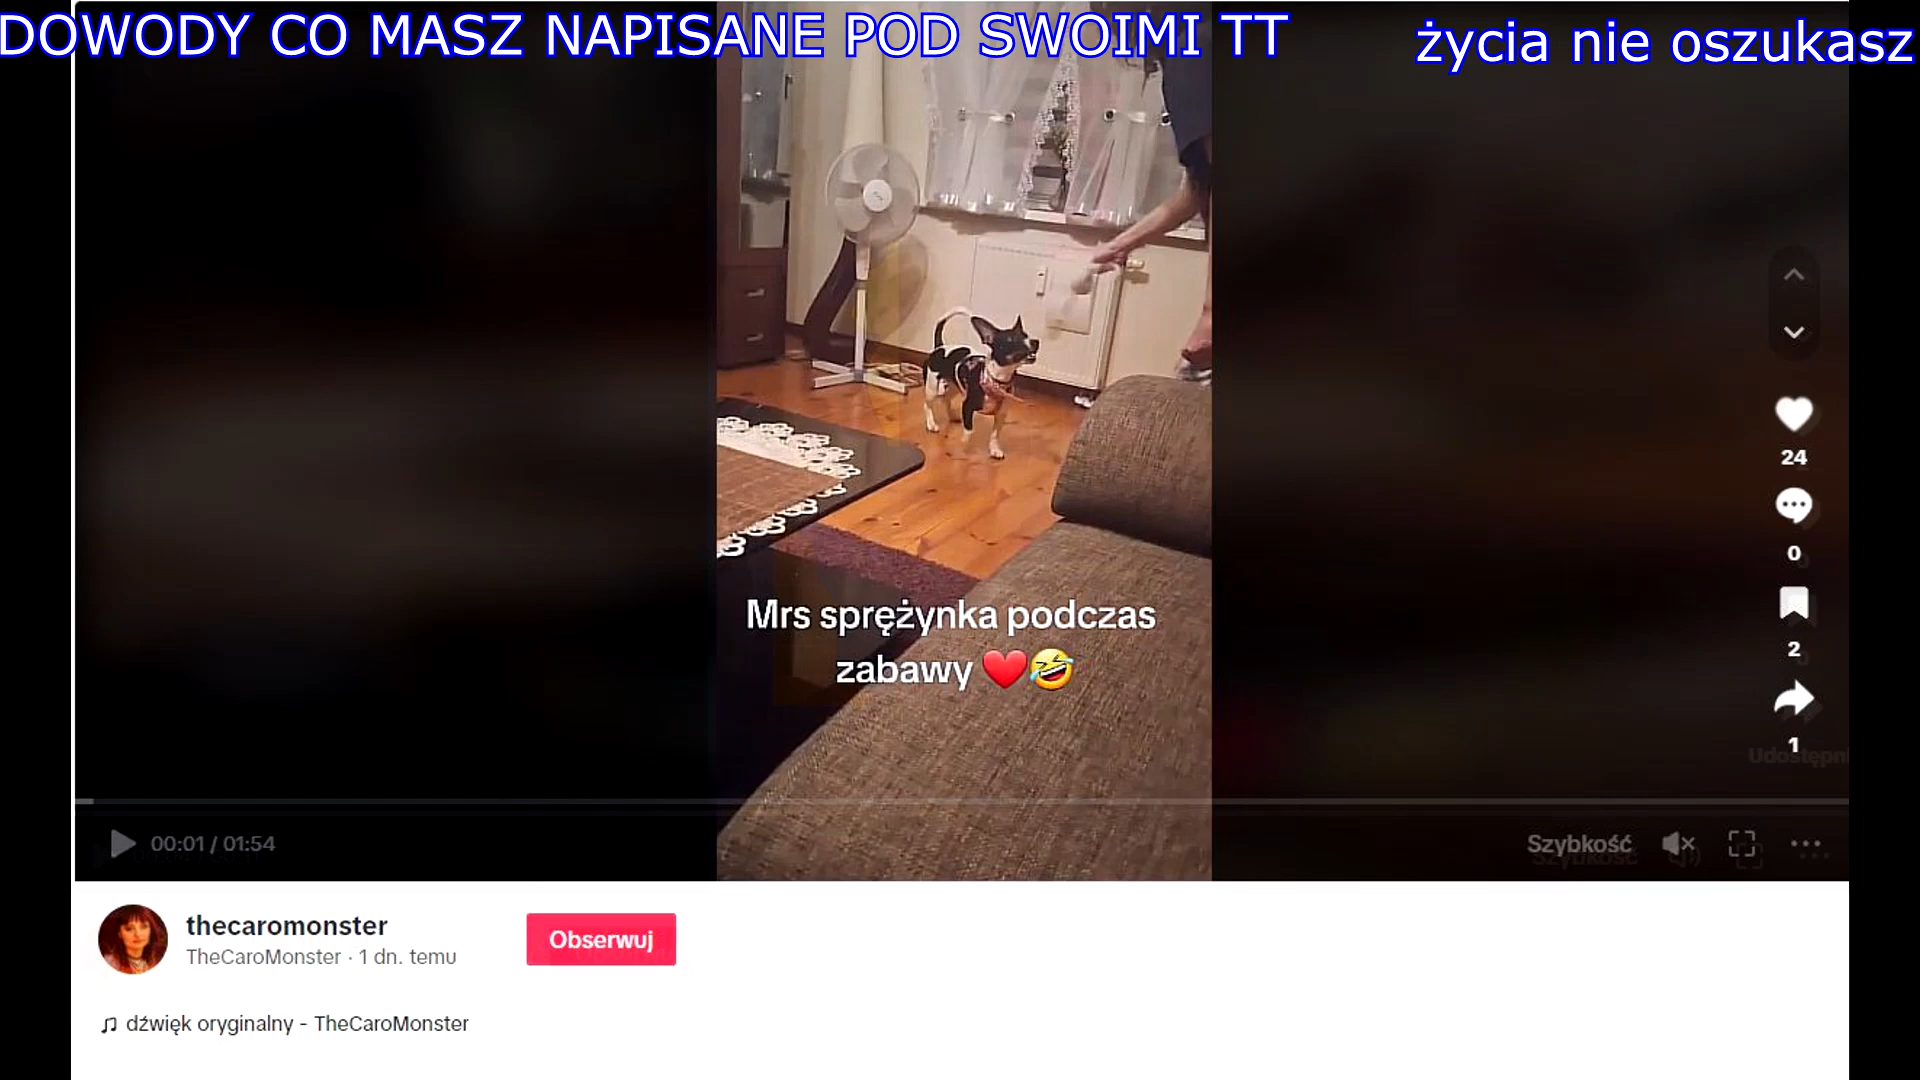 DOWODY CO MASZ NAPISANE POD SWOIMI TT
życia nie oszukasz
24
0
2
1
Udostępni
Mrs sprężynka podczas
zabawy ❤️🤣
00:01 / 01:54
Szybkość
thecaromonster
TheCaroMonster · 1 dn. temu
Obserwuj
♫ dźwięk oryginalny - TheCaroMonster